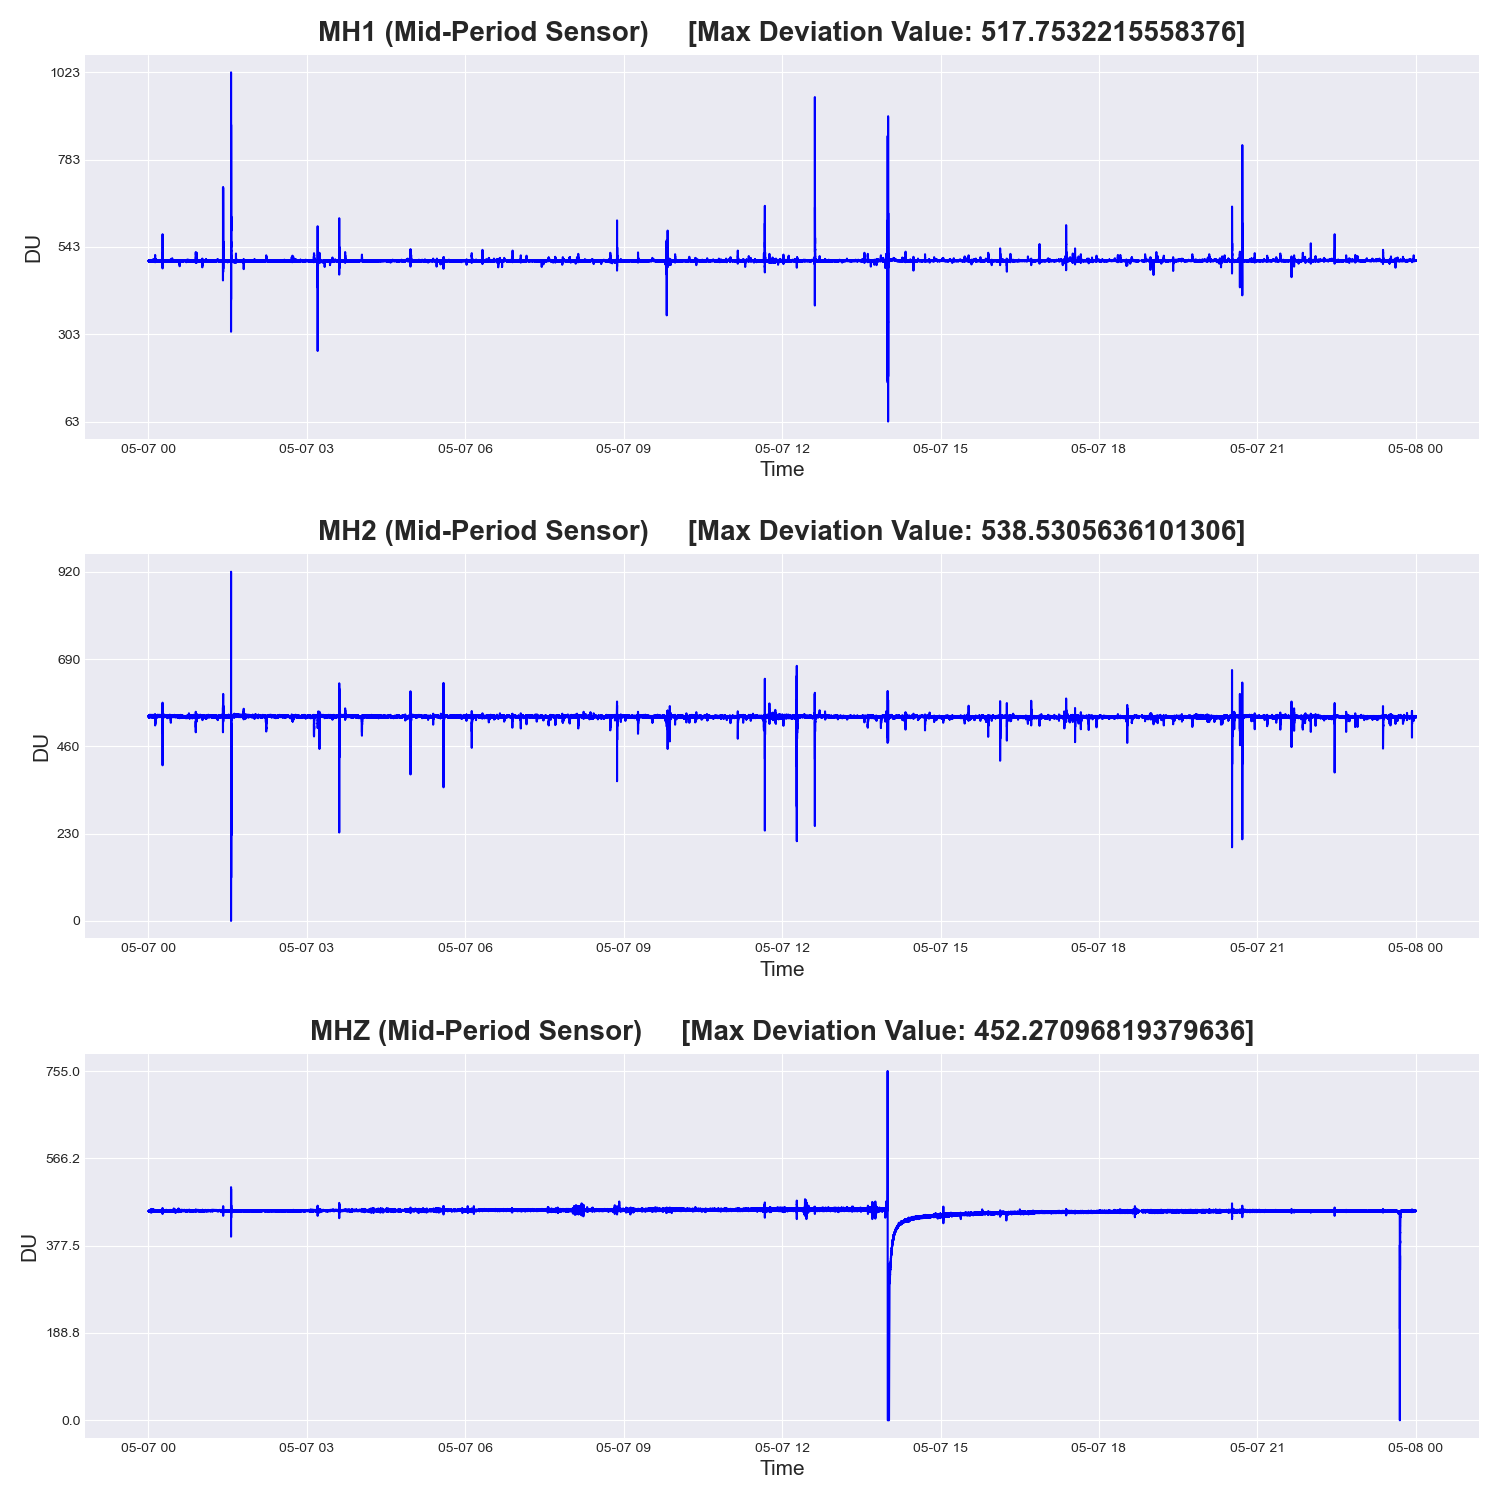 MH1 (Mid-Period Sensor) [Max Deviation Value: 517.7532215558376]
1023
783
543
303
63
DU
05-07 00 05-07 03 05-07 06 05-07 09 05-07 12 05-07 15 05-07 18 05-07 21 05-08 00
Time
MH2 (Mid-Period Sensor) [Max Deviation Value: 538.5305636101306]
920
690
460
230
0
DU
05-07 00 05-07 03 05-07 06 05-07 09 05-07 12 05-07 15 05-07 18 05-07 21 05-08 00
Time
MHZ (Mid-Period Sensor) [Max Deviation Value: 452.27096819379636]
755.0
566.2
377.5
188.8
0.0
DU
05-07 00 05-07 03 05-07 06 05-07 09 05-07 12 05-07 15 05-07 18 05-07 21 05-08 00
Time